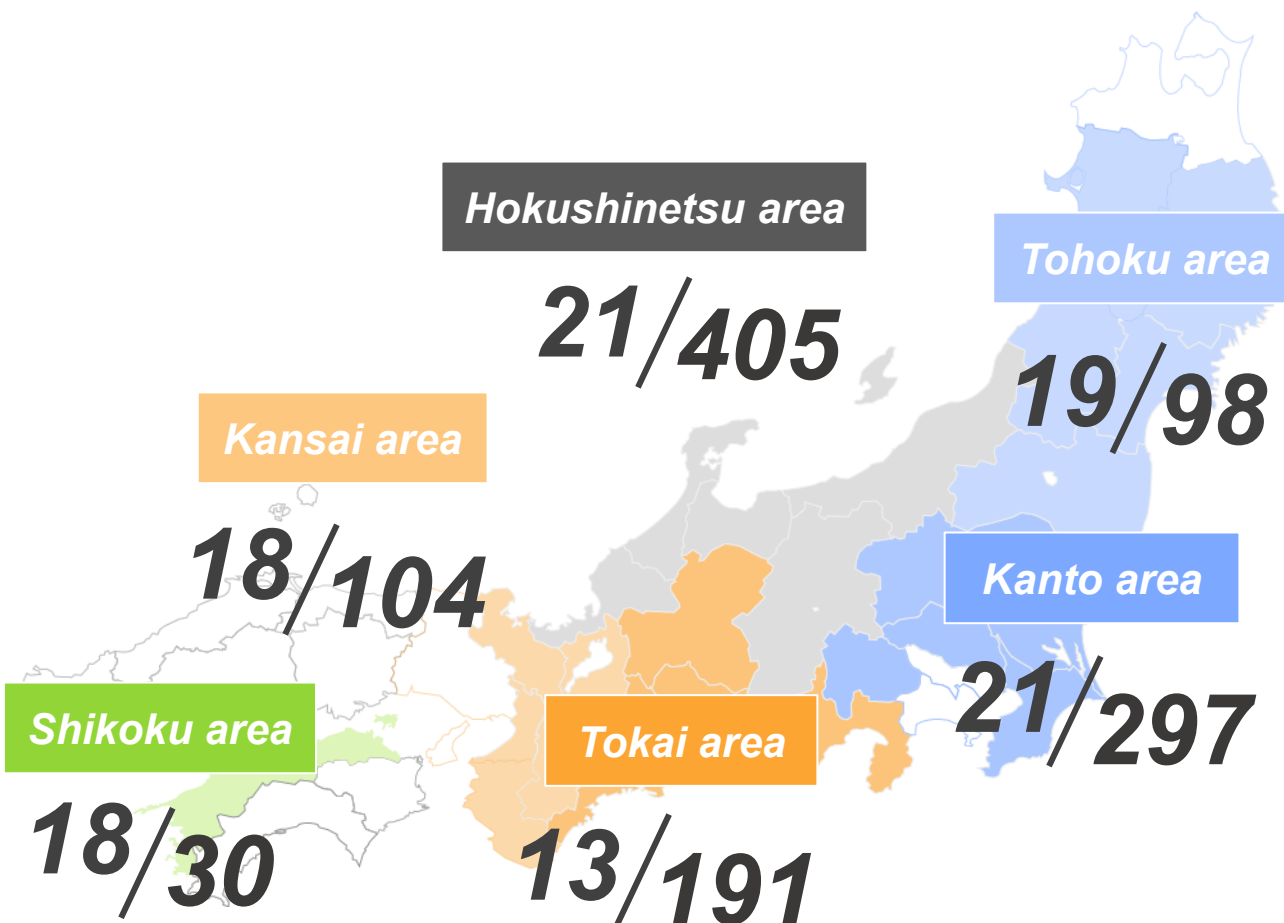 Hokushinetsu area
21/405
Tohoku area
19/98
Kansai area
18/104
Kanto area
21/297
Shikoku area
18/30
Tokai area
13/191